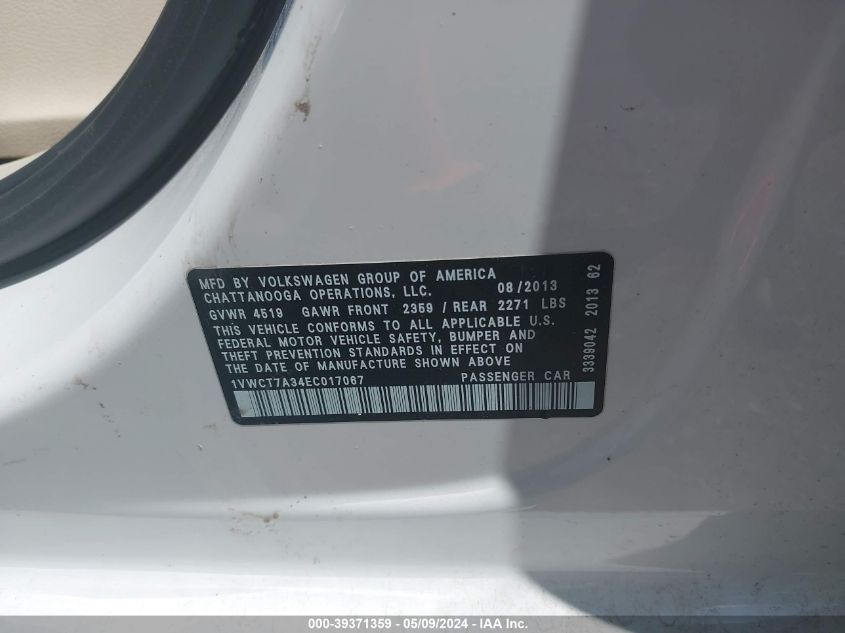 MFD BY VOLKSWAGEN GROUP OF AMERICA
CHATTANOOGA OPERATIONS, LLC. 08/2013
GVWR 4519 GAWR FRONT 2359 / REAR 2271 LBS
THIS VEHICLE CONFORMS TO ALL APPLICABLE U.S.
FEDERAL MOTOR VEHICLE SAFETY, BUMPER AND
THEFT PREVENTION STANDARDS IN EFFECT ON
THE DATE OF MANUFACTURE SHOWN ABOVE
1VWCT7A34EC017067 PASSENGER CAR
3339042 2013 62
000-39371359 - 05/09/2024 - IAA Inc.